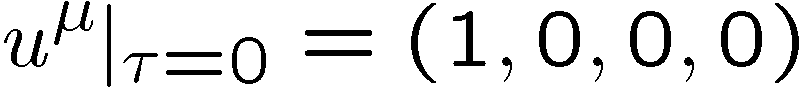 u^μ|_{τ=0} = (1, 0, 0, 0)